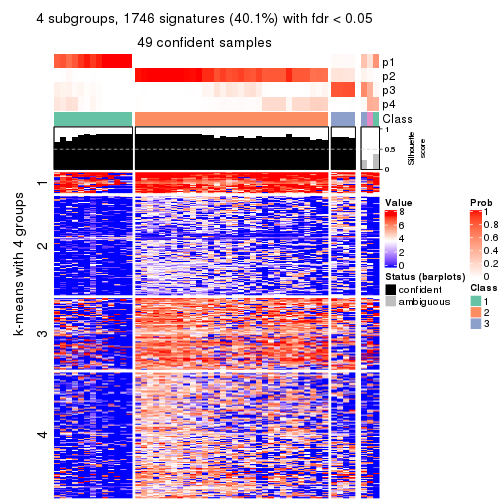 4 subgroups, 1746 signatures (40.1%) with fdr < 0.05
49 confident samples
p1
p2
p3
p4
Class
1
0.5
0
Silhouette
score
k-means with 4 groups
1
2
3
4
Value
8
6
4
2
0
Status (barplots)
confident
ambiguous
Prob
1
0.8
0.6
0.4
0.2
0
Class
1
2
3